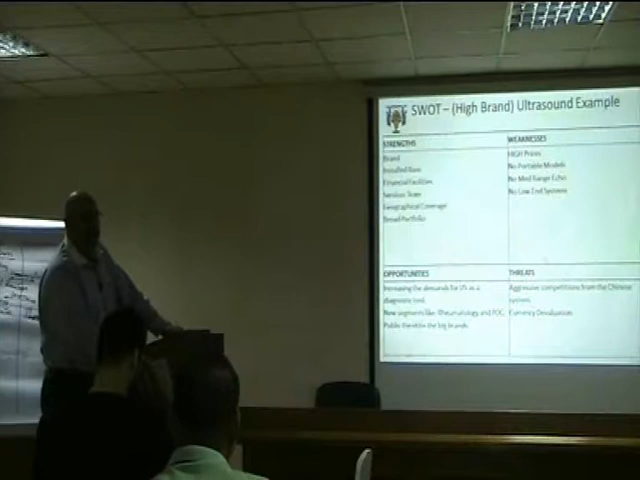 SWOT – (High Brand) Ultrasound Example
STRENGTHS
Brand
Installed Base
Financial Facilities
Services Team
Geographical Coverage
Broad Portfolio
WEAKNESSES
HIGH Prices
No Portable Models
No Med Range Echo
No Low End Systems
OPPORTUNITIES
Increasing the demands for US as a
diagnostic tool.
New segments like: Rheumatology and POC.
Public the big brands
THREATS
Aggressive competitions from the Chinese
system.
Currency Devaluation